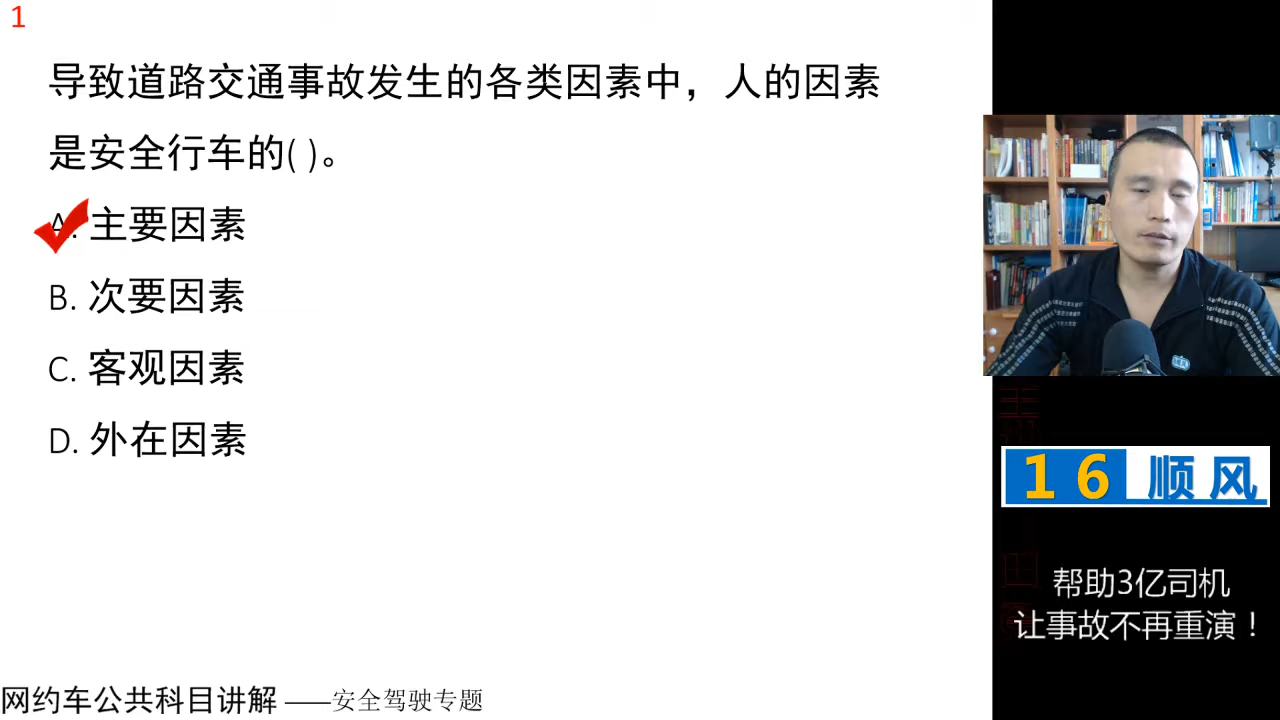 1
导致道路交通事故发生的各类因素中，人的因素
是安全行车的( )。
A. 主要因素
B. 次要因素
C. 客观因素
D. 外在因素
16 顺风
帮助3亿司机
让事故不再重演！
网约车公共科目讲解 ——安全驾驶专题